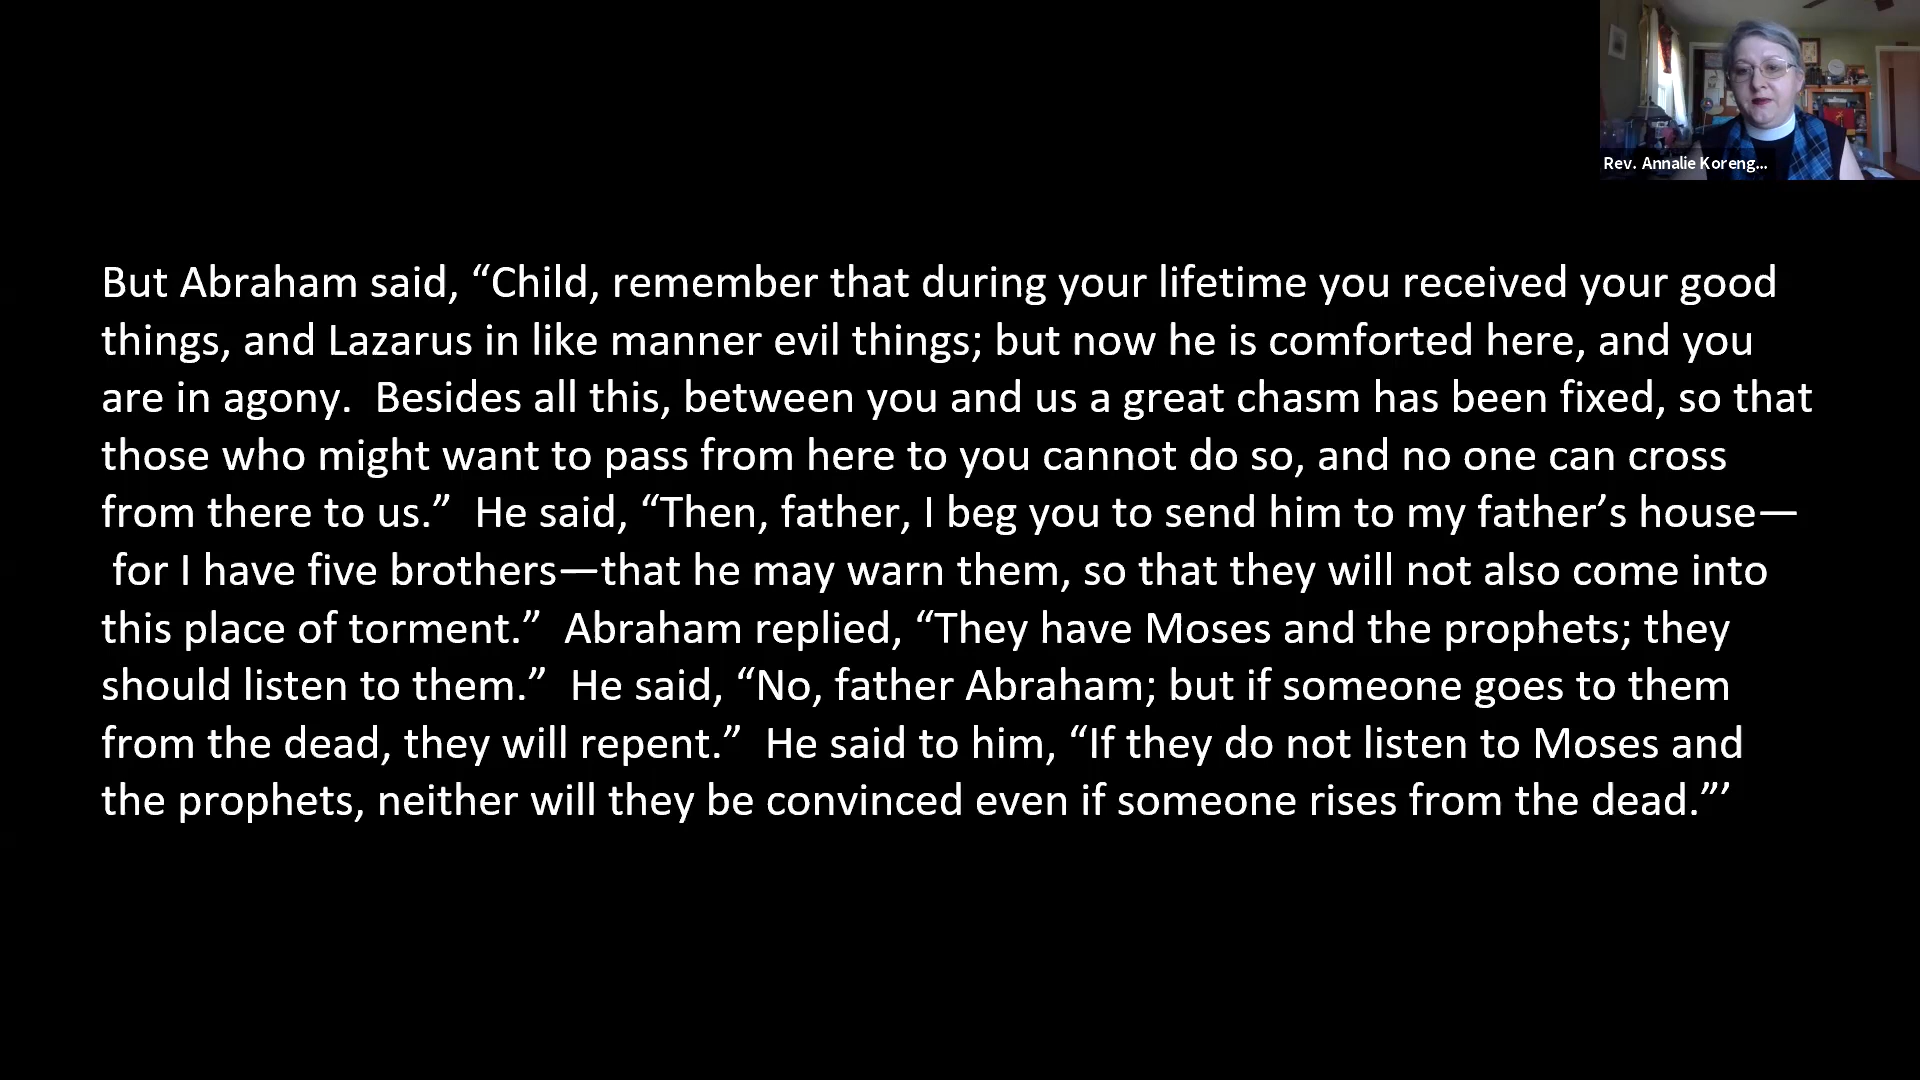 Rev. Annalie Koreng...
But Abraham said, “Child, remember that during your lifetime you received your good
things, and Lazarus in like manner evil things; but now he is comforted here, and you
are in agony.  Besides all this, between you and us a great chasm has been fixed, so that
those who might want to pass from here to you cannot do so, and no one can cross
from there to us.”  He said, “Then, father, I beg you to send him to my father’s house—
for I have five brothers—that he may warn them, so that they will not also come into
this place of torment.”  Abraham replied, “They have Moses and the prophets; they
should listen to them.”  He said, “No, father Abraham; but if someone goes to them
from the dead, they will repent.”  He said to him, “If they do not listen to Moses and
the prophets, neither will they be convinced even if someone rises from the dead.”’